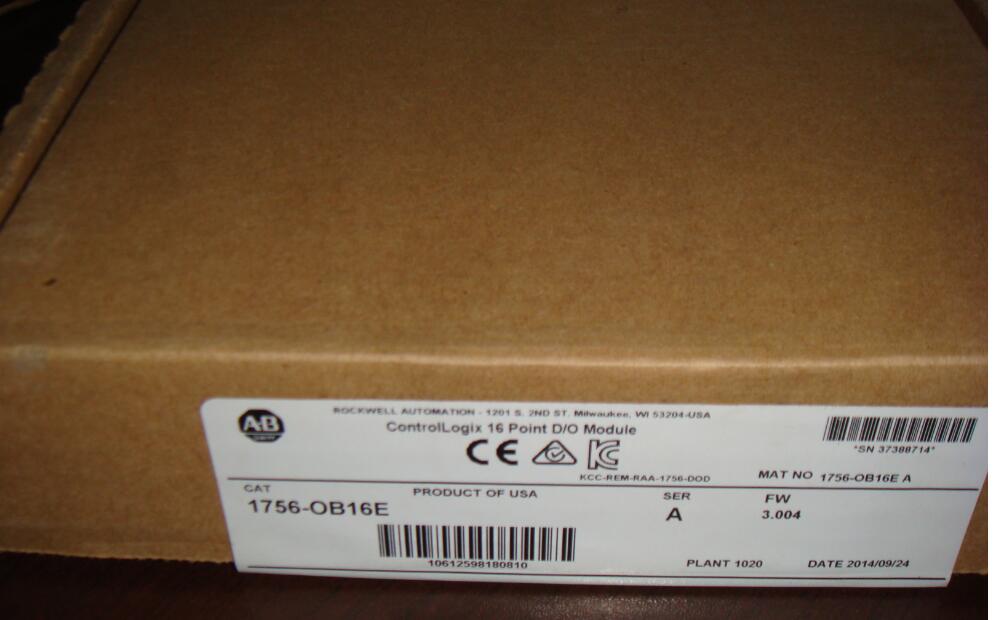 A-B
ROCKWELL AUTOMATION - 1201 S. 2ND ST. Milwaukee, WI 53204-USA
ControlLogix 16 Point D/O Module
*SN 37388714*
KCC-REM-RAA-1756-DOD
MAT NO 1756-OB16E A
CAT
1756-OB16E
PRODUCT OF USA
SER
A
FW
3.004
10612598180810
PLANT 1020
DATE 2014/09/24